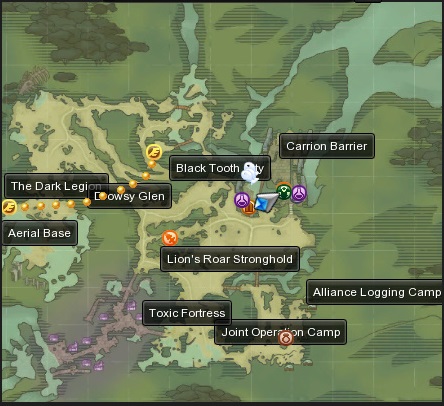 Carrion Barrier
Black Tooth City
The Dark Legion
Drowsy Glen
Aerial Base
Lion's Roar Stronghold
Alliance Logging Camp
Toxic Fortress
Joint Operation Camp